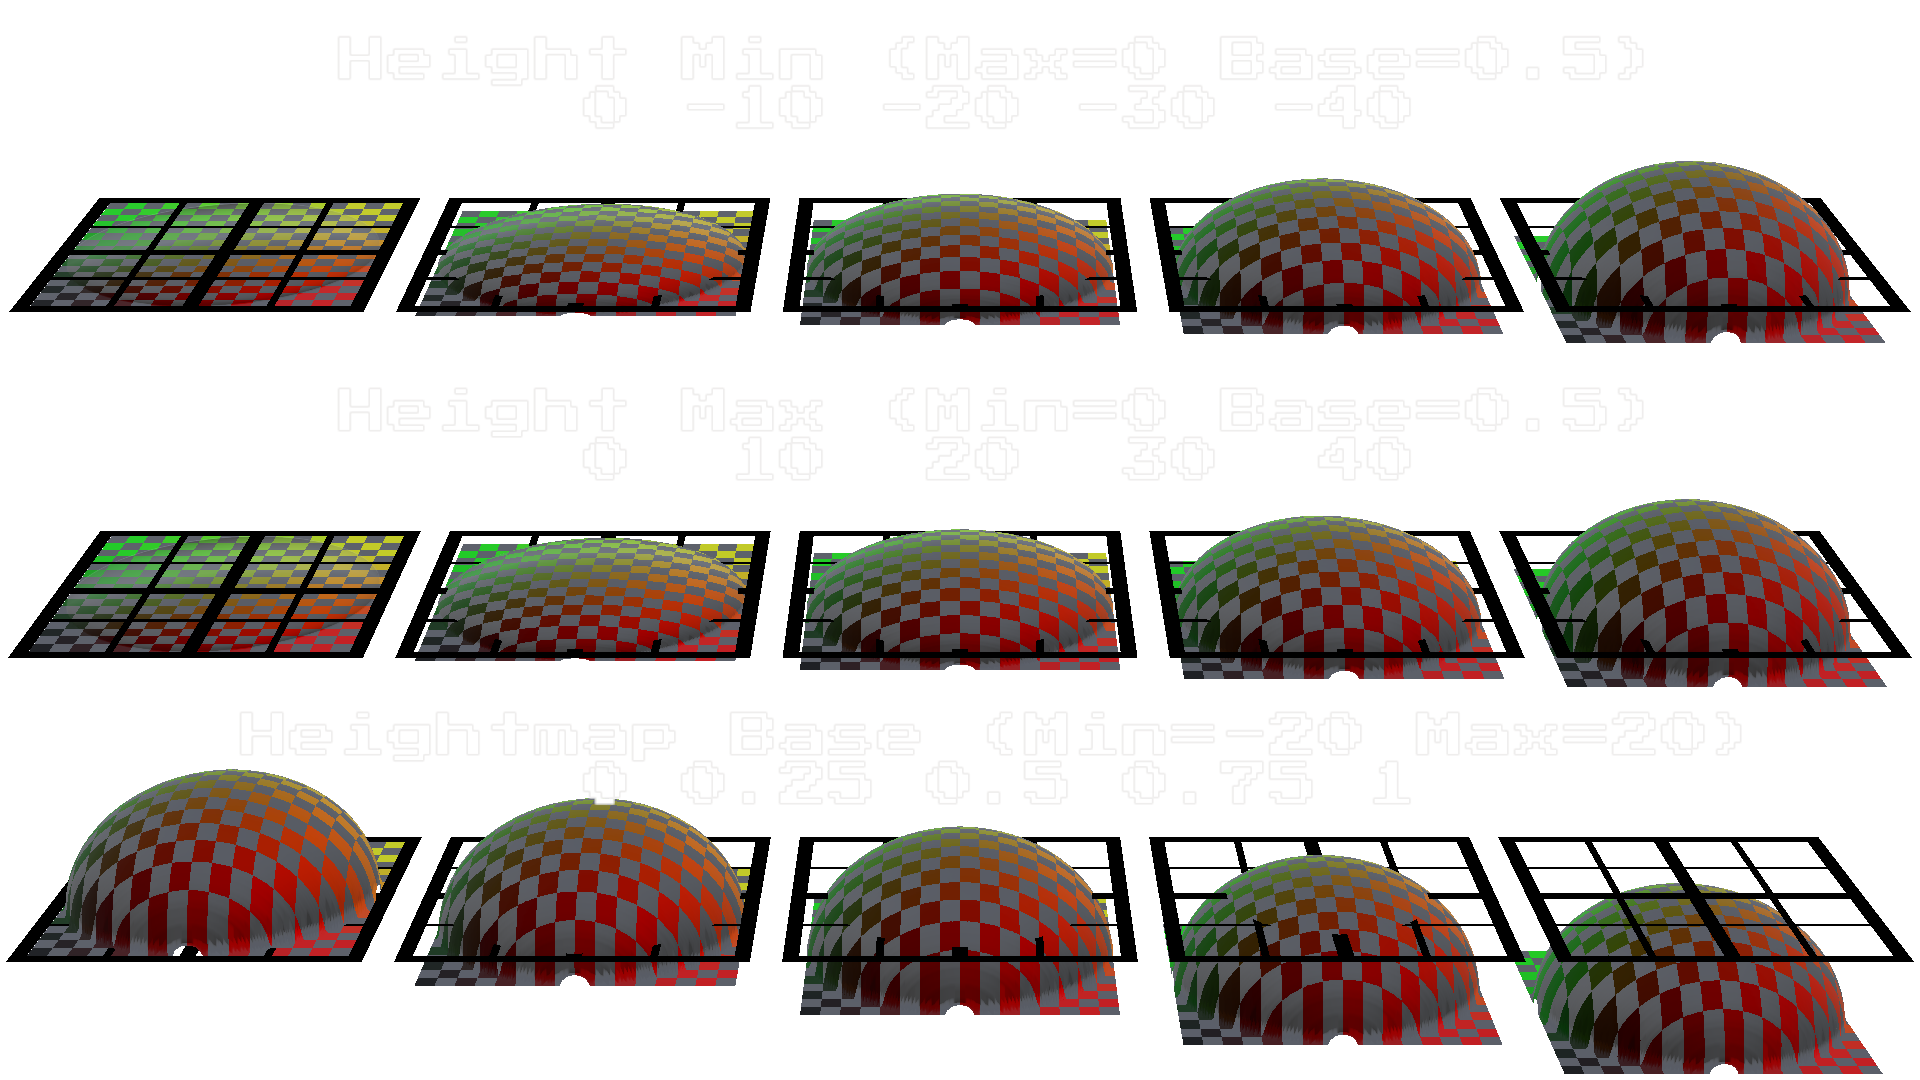 Height Min (Max=0 Base=0.5)
0 -10 -20 -30 -40
Height Max (Min=0 Base=0.5)
0 10 20 30 40
Heightmap Base (Min=-20 Max=20)
0 0.25 0.5 0.75 1